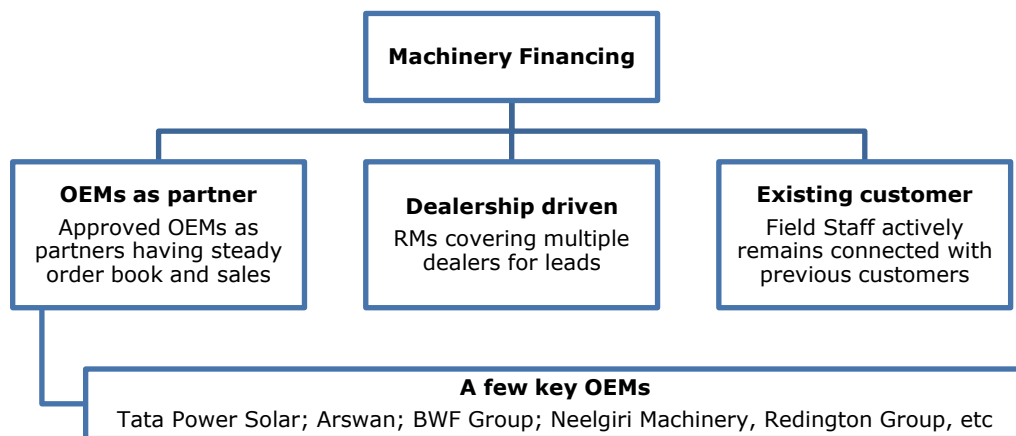 Machinery Financing
OEMs as partner
Approved OEMs as
partners having steady
order book and sales
Dealership driven
RMs covering multiple
dealers for leads
Existing customer
Field Staff actively
remains connected with
previous customers
A few key OEMs
Tata Power Solar; Arswan; BWF Group; Neelgiri Machinery, Redington Group, etc